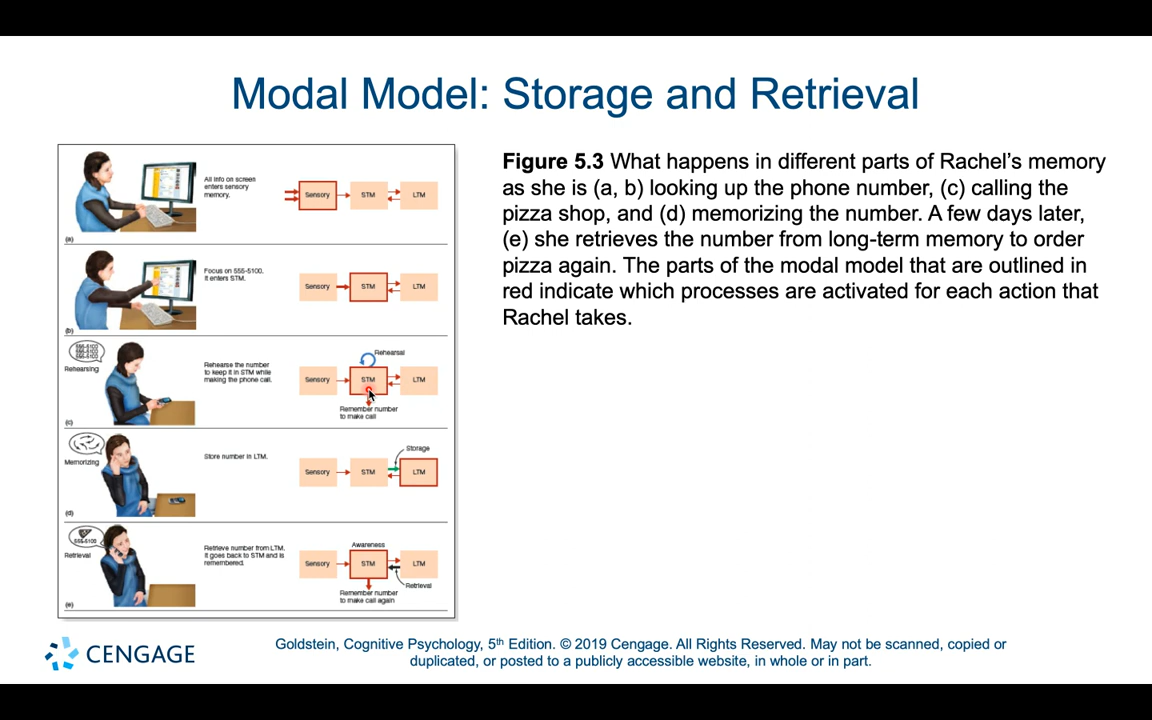 Modal Model: Storage and Retrieval
All info on screen
enters sensory
memory.
Sensory
STM
LTM
(a)
Focus on 555-5100.
It enters STM.
Sensory
STM
LTM
(b)
555-5100
555-5100
555-5100
Rehearsing
Rehearse the number
to keep it in STM while
making the phone call.
Rehearsal
Sensory
STM
LTM
Remember number
to make call
(c)
Memorizing
Store number in LTM.
Storage
Sensory
STM
LTM
(d)
555-5100
Retrieval
Retrieve number from LTM.
It goes back to STM and is
remembered.
Awareness
Sensory
STM
LTM
Retrieval
Remember number
to make call again
(e)
Figure 5.3 What happens in different parts of Rachel’s memory
as she is (a, b) looking up the phone number, (c) calling the
pizza shop, and (d) memorizing the number. A few days later,
(e) she retrieves the number from long-term memory to order
pizza again. The parts of the modal model that are outlined in
red indicate which processes are activated for each action that
Rachel takes.
CENGAGE
Goldstein, Cognitive Psychology, 5th Edition. © 2019 Cengage. All Rights Reserved. May not be scanned, copied or
duplicated, or posted to a publicly accessible website, in whole or in part.